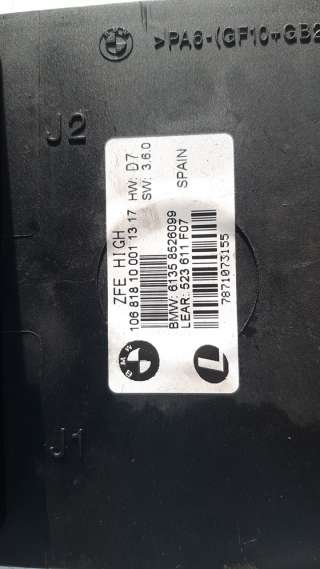 >PA6-(GF10+GB2
J2
ZFE HIGH
106 818 10 001 13 17 HW: D7
SW: 3.6.0
BMW: 6135 8526099
LEAR: 523 611 F07
SPAIN
7871073155
BMW
L
J1